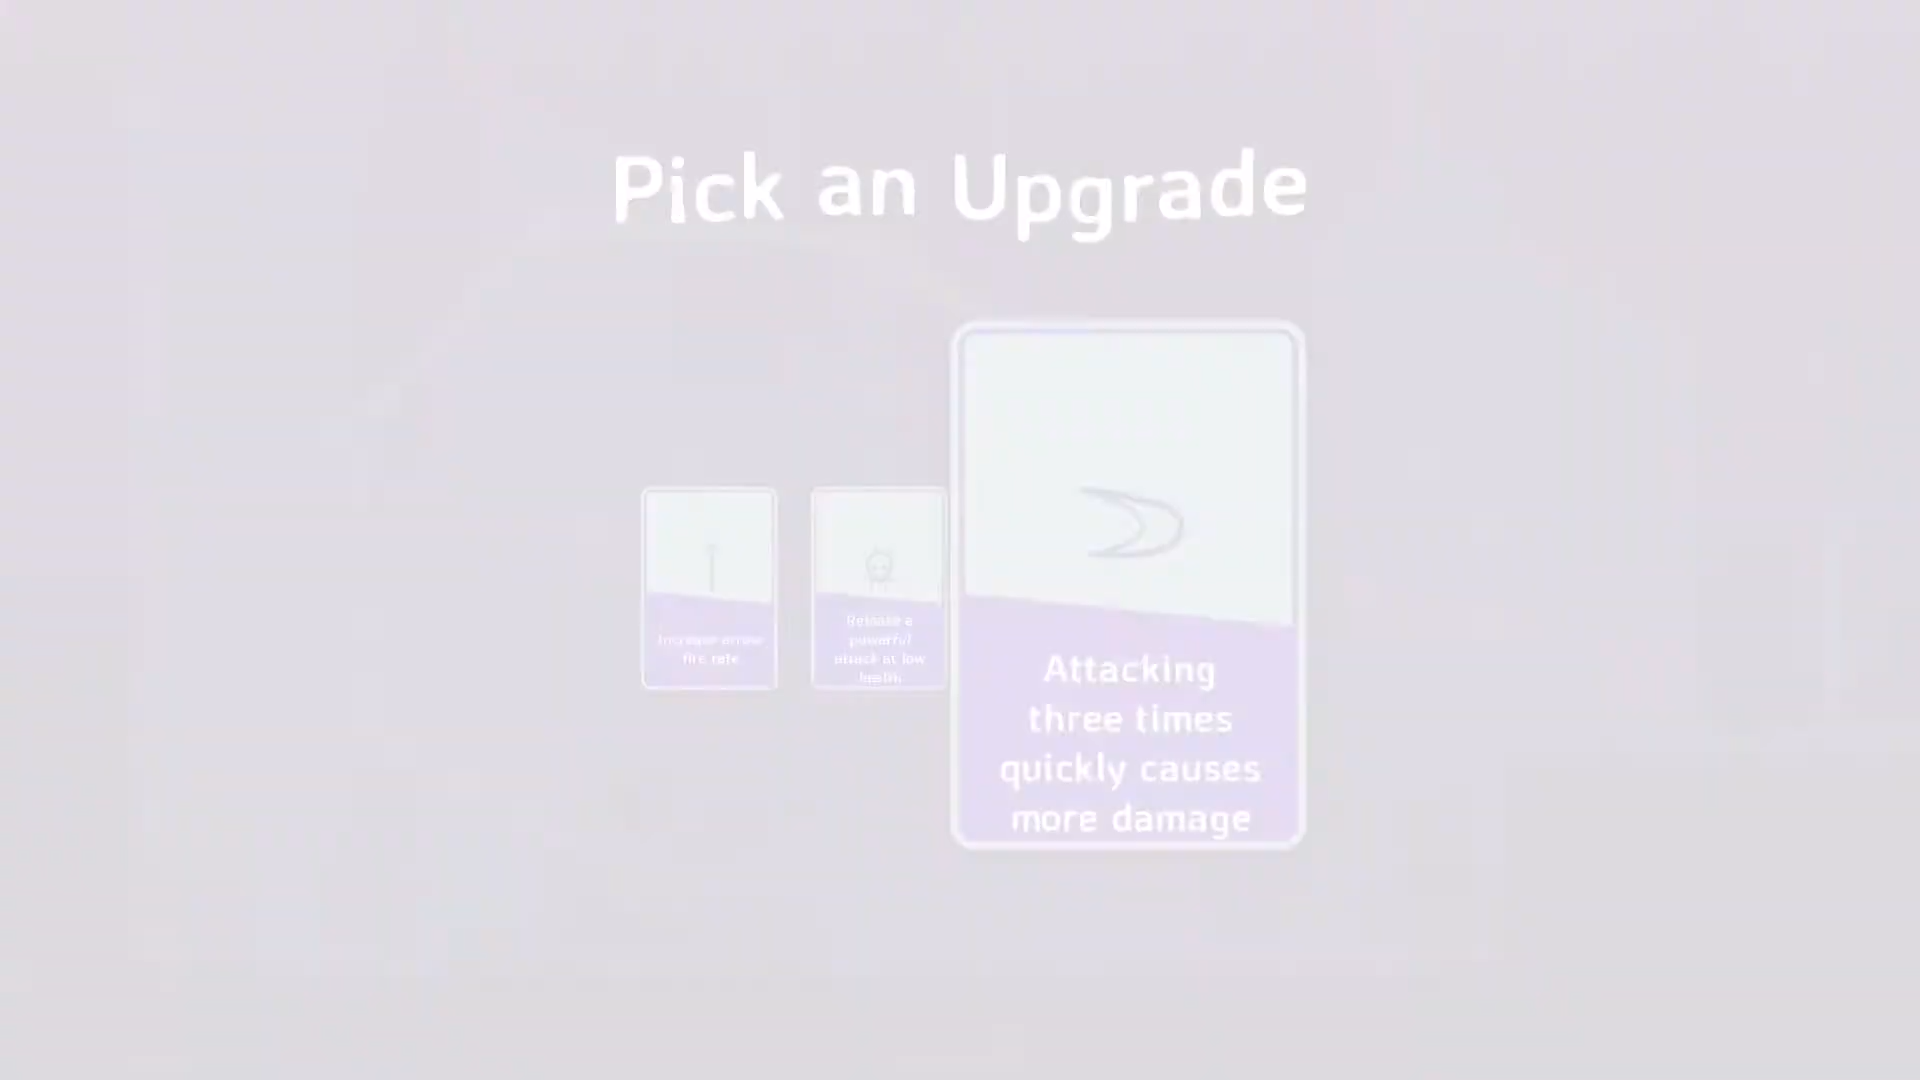 Pick an Upgrade
Increase arrow
fire rate
Release a
powerful
attack at low
health.
Attacking
three times
quickly causes
more damage